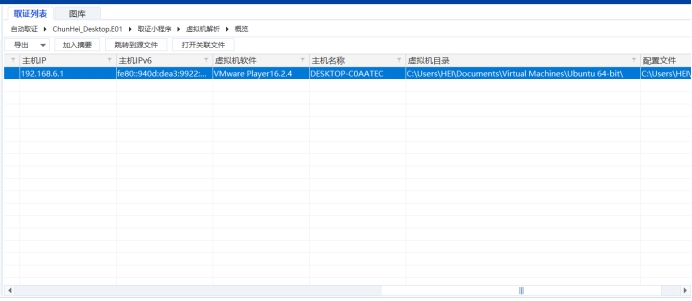 取证列表 图库
自动取证 ▸ ChunHei_Desktop.E01 ▸ 取证小程序 ▸ 虚拟机解析 ▸ 概览
导出 加入摘要 跳转到源文件 打开关联文件
主机IP 主机IPv6 虚拟机软件 主机名称 虚拟机目录 配置文件
192.168.6.1 fe80::940d:dea3:9922:... VMware Player16.2.4 DESKTOP-C0AATEC C:\Users\HEI\Documents\Virtual Machines\Ubuntu 64-bit\ C:\Users\HEI\